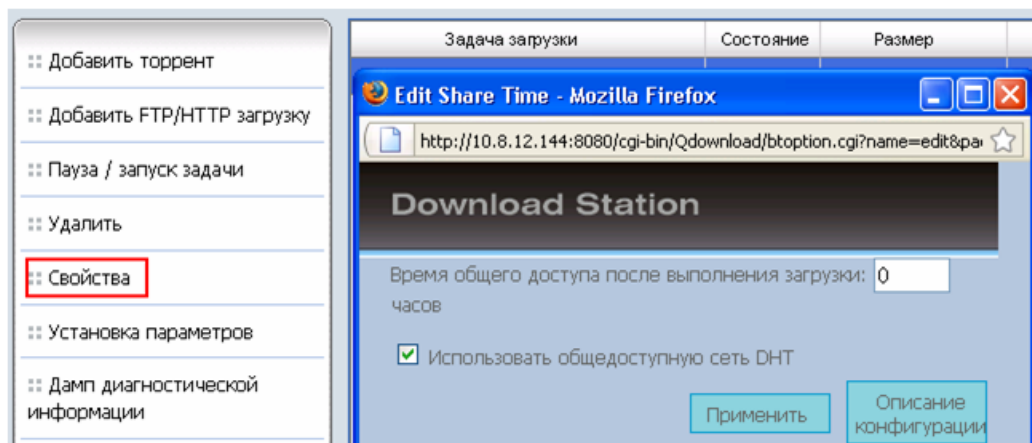 Добавить торрент
Добавить FTP/HTTP загрузку
Пауза / запуск задачи
Удалить
Свойства
Установка параметров
Дамп диагностической
информации
Задача загрузки Состояние Размер
Edit Share Time - Mozilla Firefox
http://10.8.12.144:8080/cgi-bin/Qdownload/btoption.cgi?name=edit&pa
Download Station
Время общего доступа после выполнения загрузки: 0
часов
Использовать общедоступную сеть DHT
Применить
Описание
конфигурации